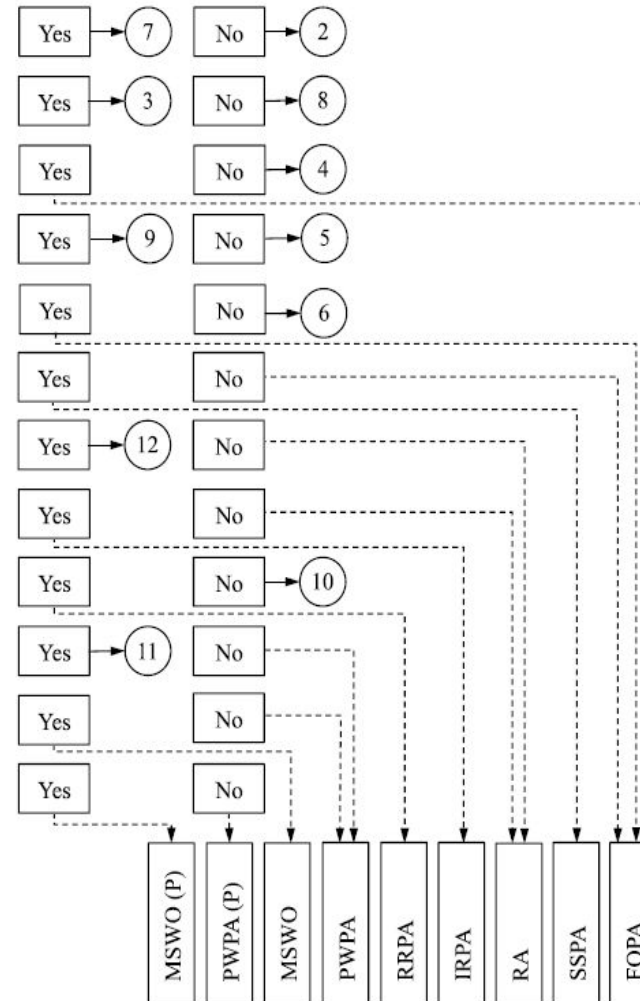 Yes 7 No 2
Yes 3 No 8
Yes No 4
Yes 9 No 5
Yes No 6
Yes No
Yes 12 No
Yes No
Yes No 10
Yes 11 No
Yes No
Yes No
MSWO (P)
PWPA (P)
MSWO
PWPA
RRPA
IRPA
RA
SSPA
FOPA